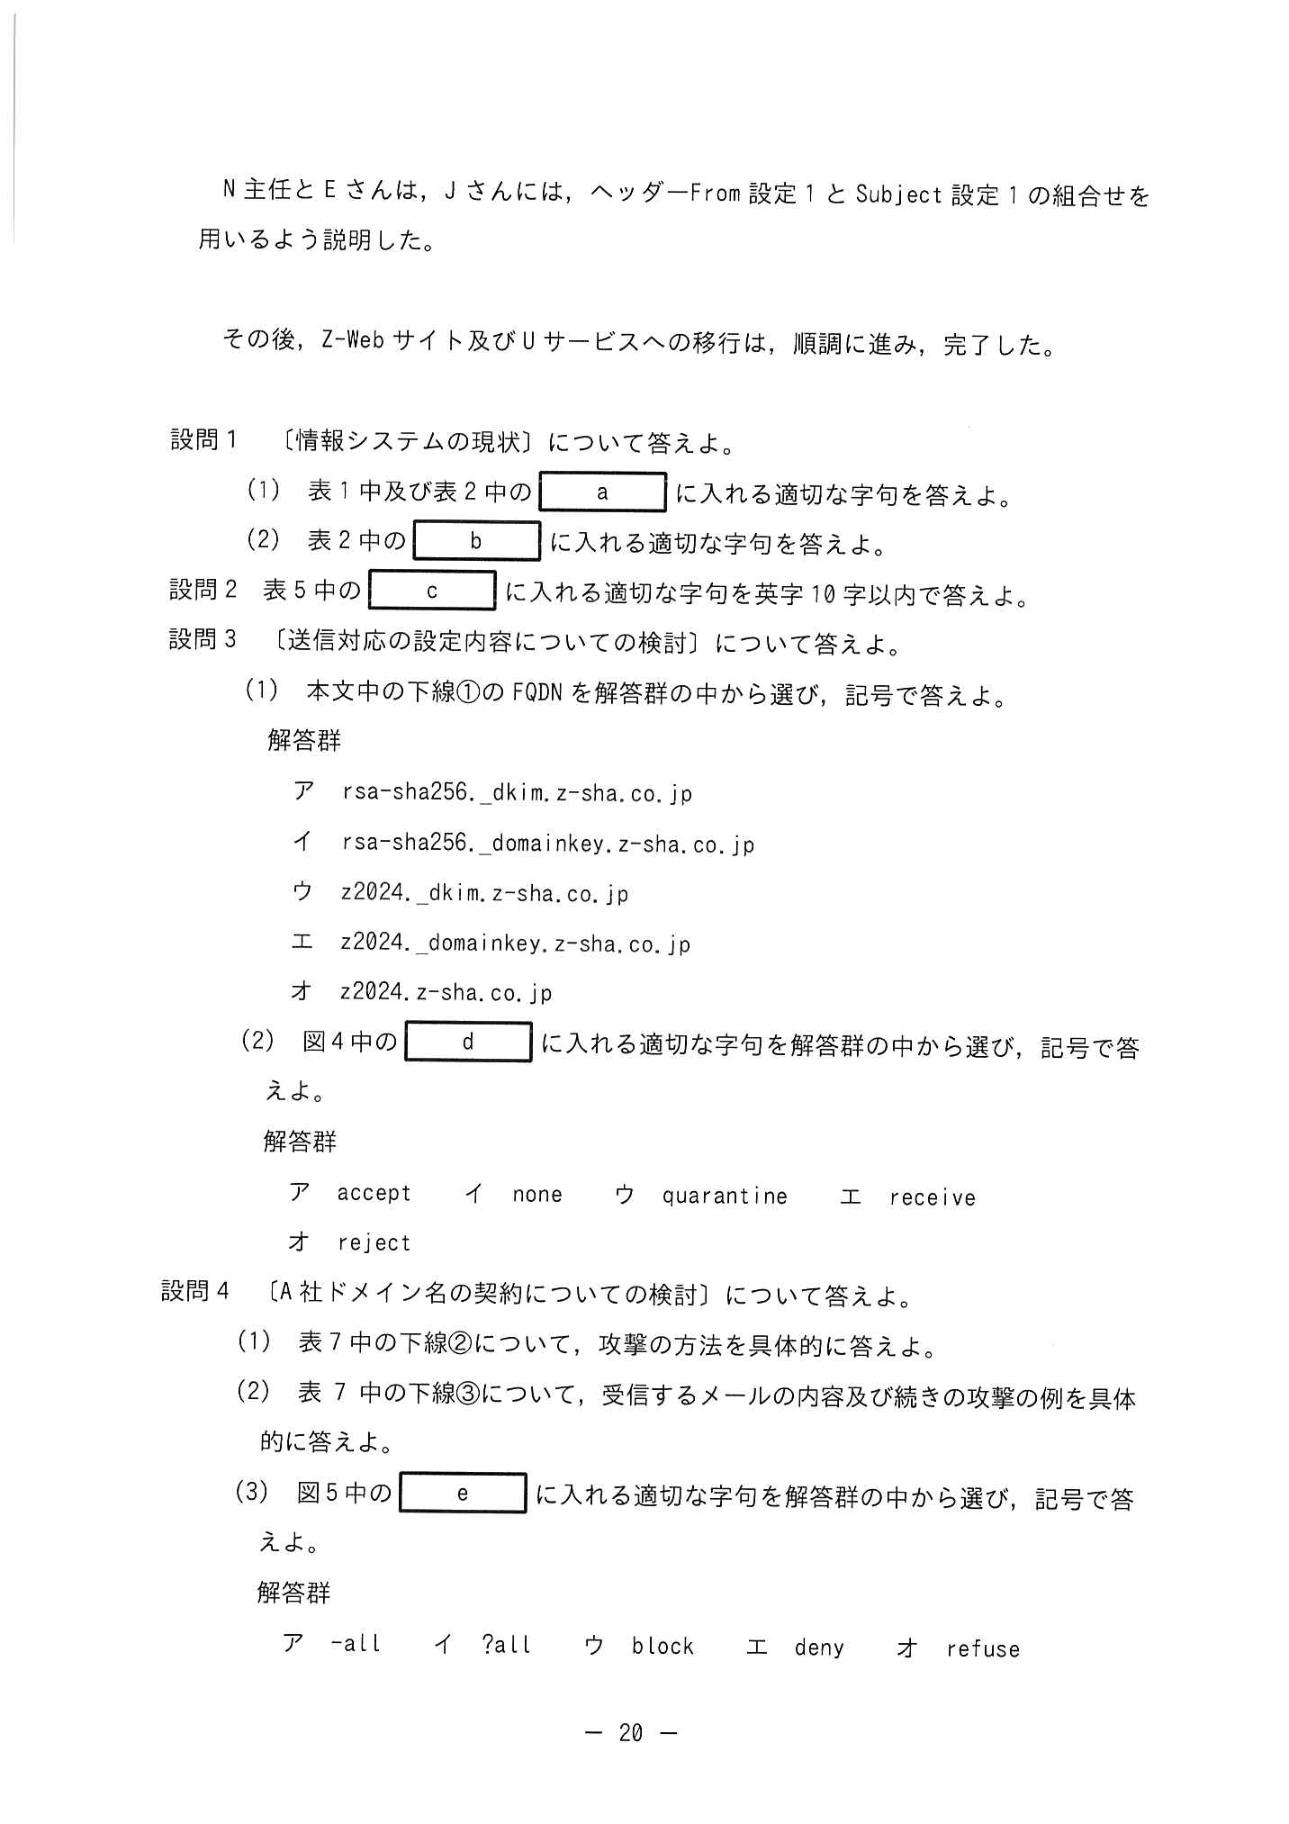 N 主任と E さんは，J さんには，ヘッダーFrom 設定 1 と Subject 設定 1 の組合せを
用いるよう説明した。
その後，Z-Web サイト及び U サービスへの移行は，順調に進み，完了した。
設問 1　〔情報システムの現状〕について答えよ。
(1)　表 1 中及び表 2 中の a に入れる適切な字句を答えよ。
(2)　表 2 中の b に入れる適切な字句を答えよ。
設問 2　表 5 中の c に入れる適切な字句を英字 10 字以内で答えよ。
設問 3　〔送信対応の設定内容についての検討〕について答えよ。
(1)　本文中の下線①の FQDN を解答群の中から選び，記号で答えよ。
解答群
ア　rsa-sha256._dkim.z-sha.co.jp
イ　rsa-sha256._domainkey.z-sha.co.jp
ウ　z2024._dkim.z-sha.co.jp
エ　z2024._domainkey.z-sha.co.jp
オ　z2024.z-sha.co.jp
(2)　図 4 中の d に入れる適切な字句を解答群の中から選び，記号で答
えよ。
解答群
ア　accept　イ　none　ウ　quarantine　エ　receive
オ　reject
設問 4　〔A 社ドメイン名の契約についての検討〕について答えよ。
(1)　表 7 中の下線②について，攻撃の方法を具体的に答えよ。
(2)　表 7 中の下線③について，受信するメールの内容及び続きの攻撃の例を具体
的に答えよ。
(3)　図 5 中の e に入れる適切な字句を解答群の中から選び，記号で答
えよ。
解答群
ア　-all　イ　?all　ウ　block　エ　deny　オ　refuse
－ 20 －